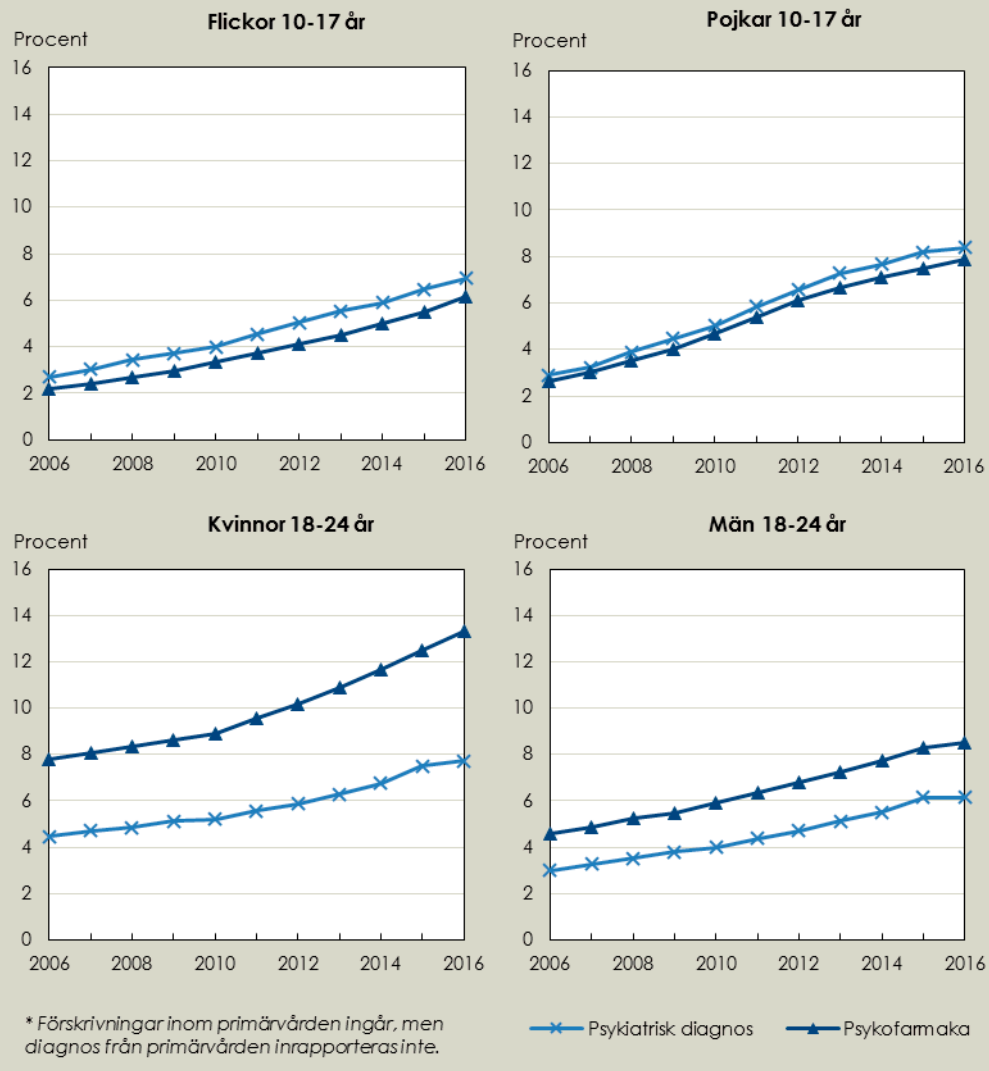 Flickor 10-17 år
Procent
16
14
12
10
8
6
4
2
0
2006 2008 2010 2012 2014 2016
Pojkar 10-17 år
Procent
16
14
12
10
8
6
4
2
0
2006 2008 2010 2012 2014 2016
Kvinnor 18-24 år
Procent
16
14
12
10
8
6
4
2
0
2006 2008 2010 2012 2014 2016
Män 18-24 år
Procent
16
14
12
10
8
6
4
2
0
2006 2008 2010 2012 2014 2016
* Förskrivningar inom primärvården ingår, men
diagnos från primärvården inrapporteras inte.
Psykiatrisk diagnos Psykofarmaka